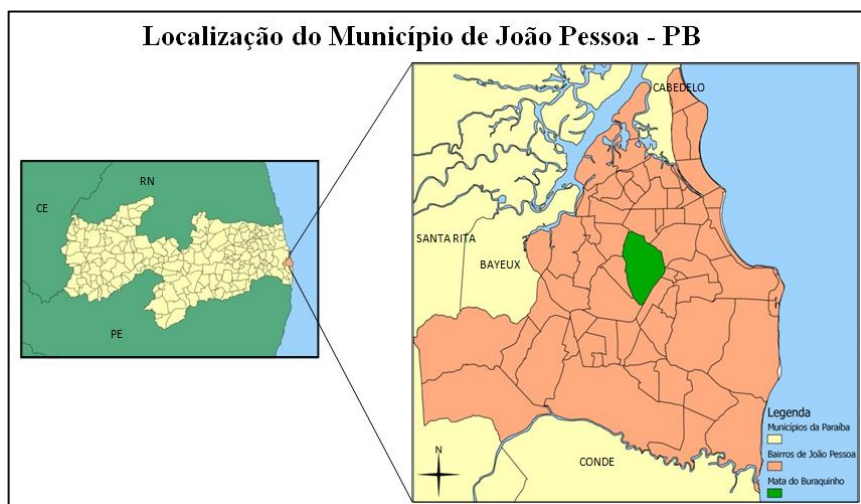 Localização do Município de João Pessoa - PB
CABEDELO
RN
CE
SANTA RITA
BAYEUX
PE
Legenda
Municípios da Paraíba
Bairros de João Pessoa
Mata do Buraquinho
N
CONDE